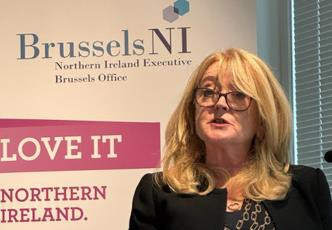 BrusselsNI
Northern Ireland Executive
Brussels Office
LOVE IT
NORTHERN
IRELAND.